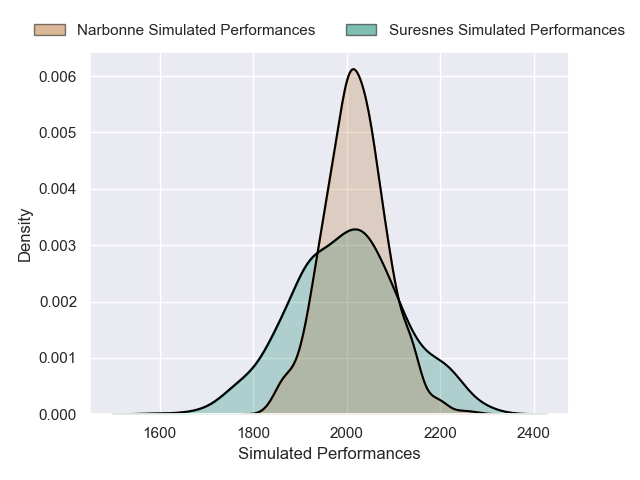 Narbonne Simulated Performances
Suresnes Simulated Performances
0.006
0.005
0.004
0.003
0.002
0.001
0.000
Density
1600 1800 2000 2200 2400
Simulated Performances